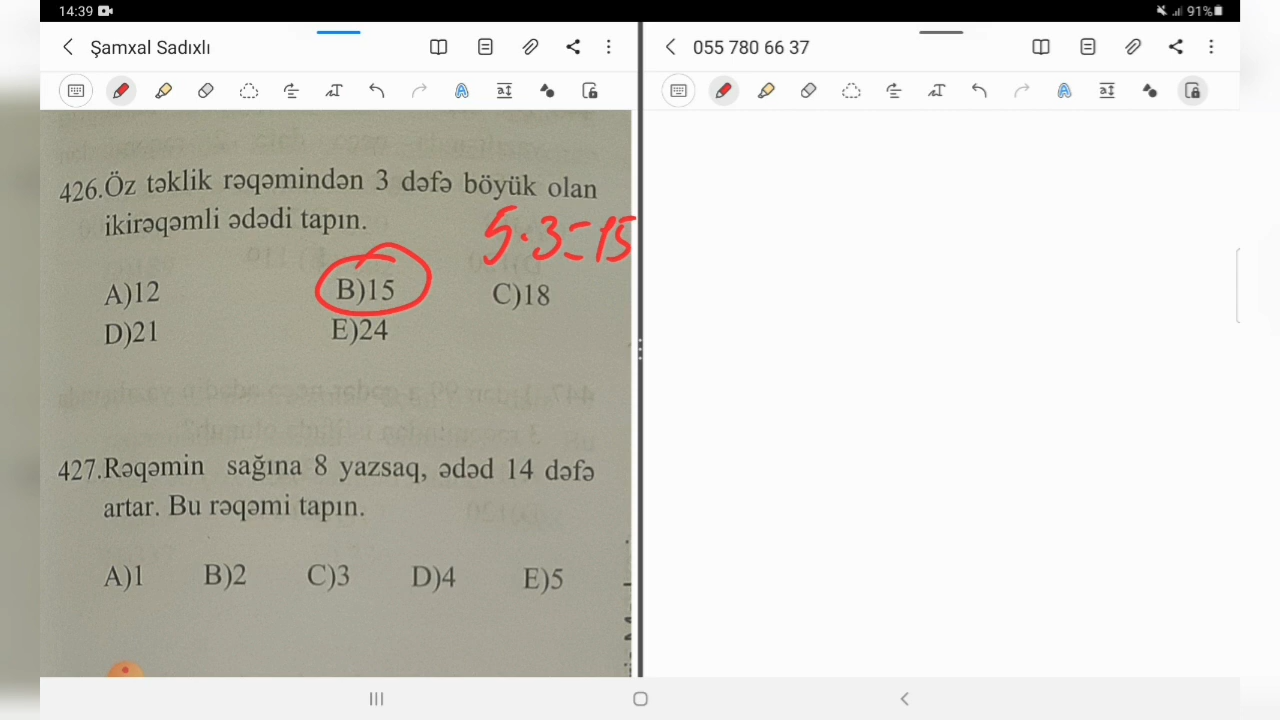 14:39
91%
Şamxal Sadıxlı
055 780 66 37
426.Öz təklik rəqəmindən 3 dəfə böyük olan
ikirəqəmli ədədi tapın.
5·3=15
A)12 B)15 C)18
D)21 E)24
427.Rəqəmin sağına 8 yazsaq, ədəd 14 dəfə
artar. Bu rəqəmi tapın.
A)1 B)2 C)3 D)4 E)5